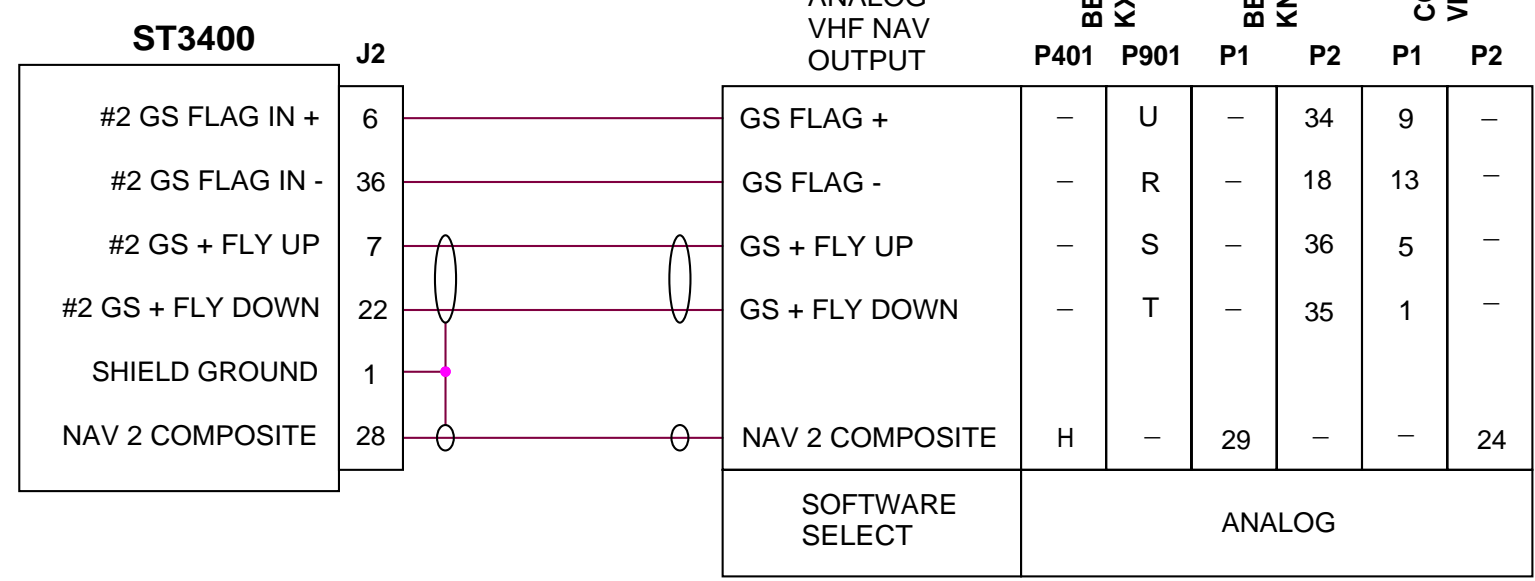 ANALOG
VHF NAV
OUTPUT
ST3400
J2
P401 P901 P1 P2 P1 P2
#2 GS FLAG IN + 6 GS FLAG + – U – 34 9 –
#2 GS FLAG IN - 36 GS FLAG - – R – 18 13 –
#2 GS + FLY UP 7 GS + FLY UP – S – 36 5 –
#2 GS + FLY DOWN 22 GS + FLY DOWN – T – 35 1 –
SHIELD GROUND 1
NAV 2 COMPOSITE 28 NAV 2 COMPOSITE H – 29 – – 24
SOFTWARE
SELECT
ANALOG